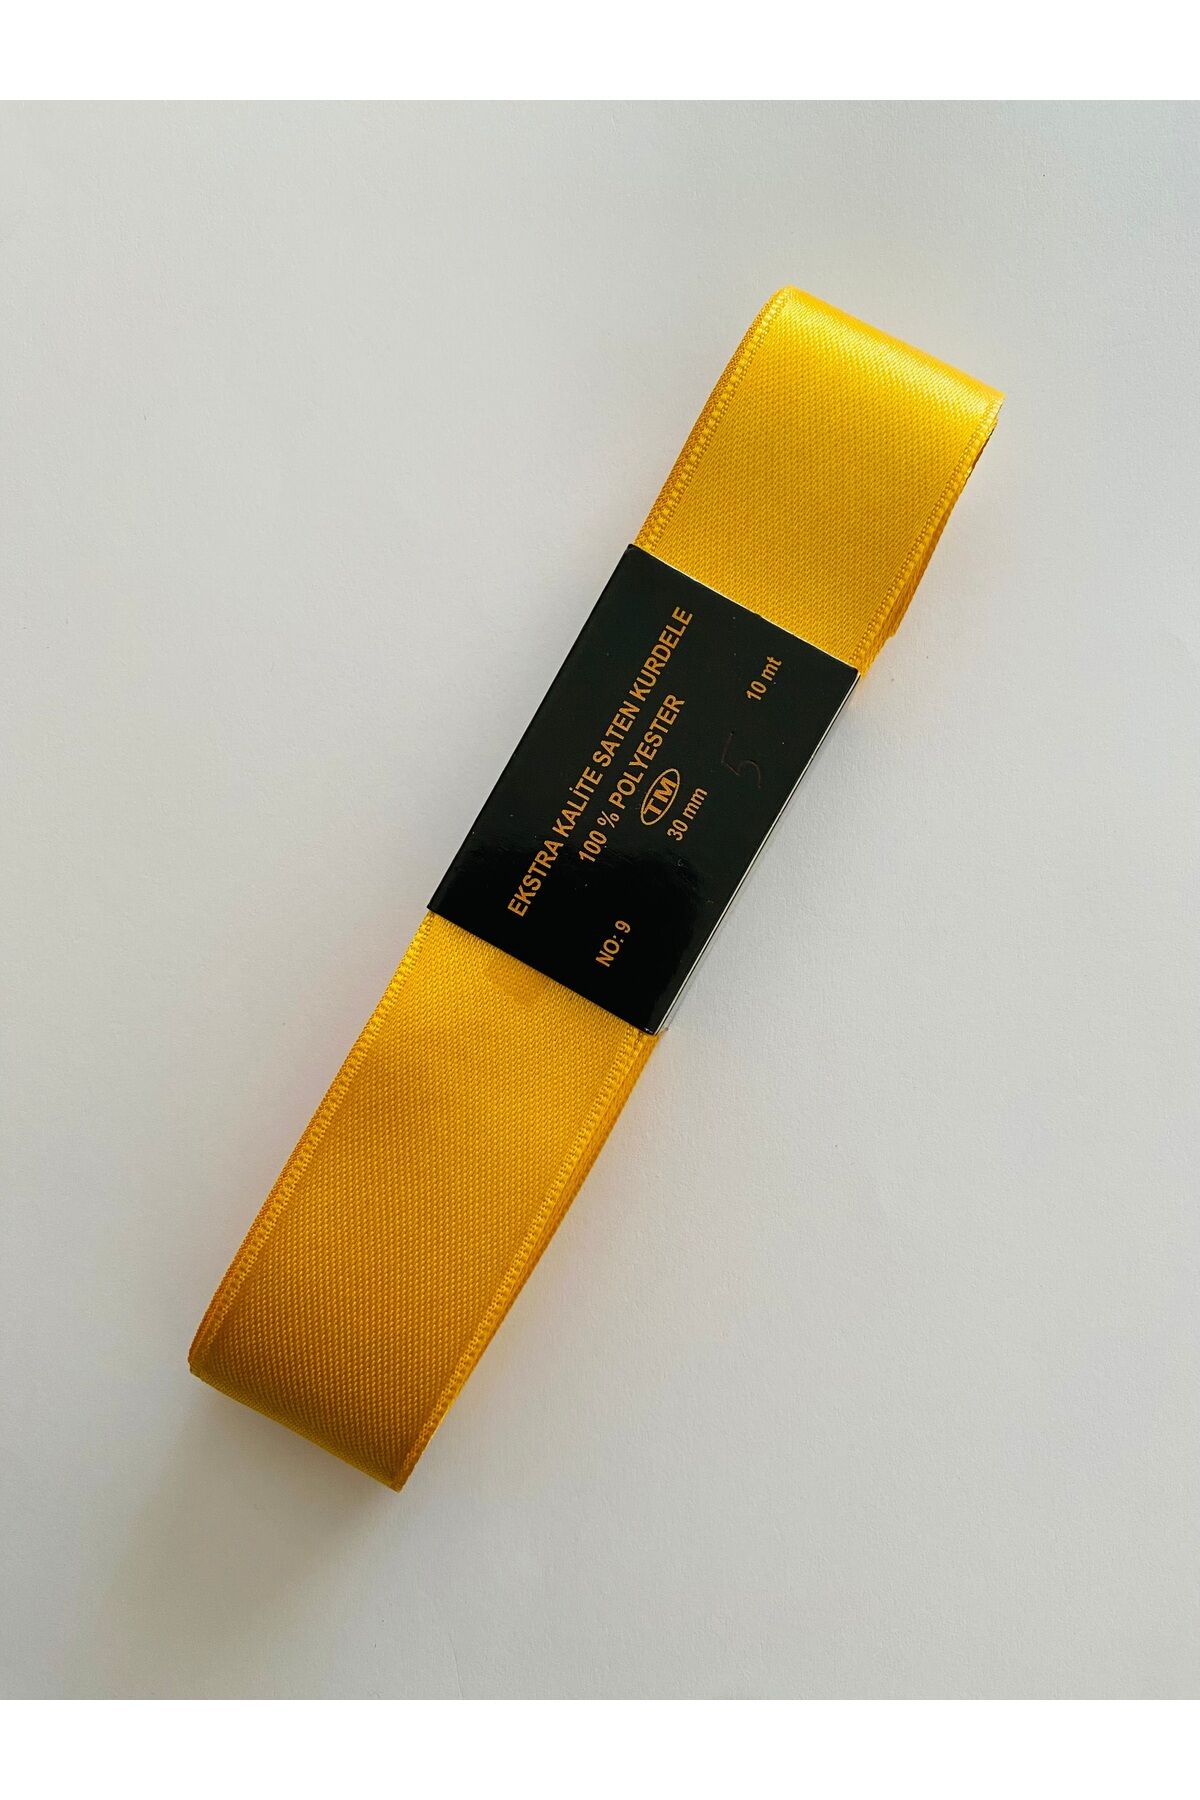 EKSTRA KALİTE SATEN KURDELE
100 % POLYESTER
TM
NO: 9 30 mm 10 mt
5